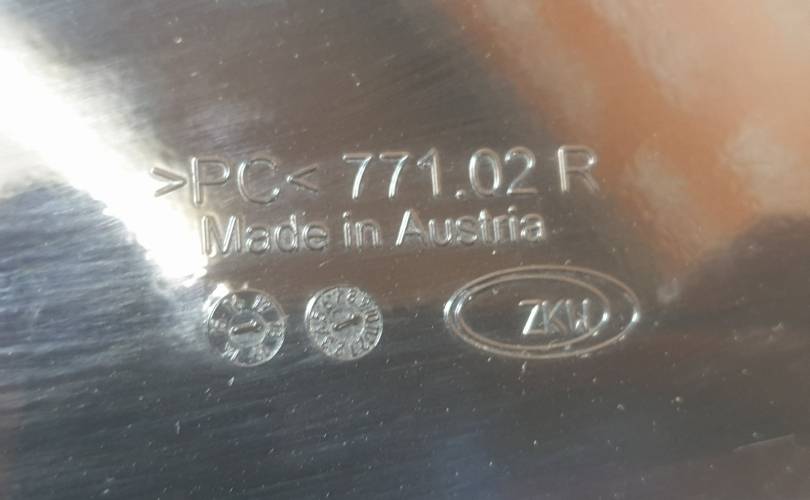 >PC< 771.02 R
Made in Austria
ZKW